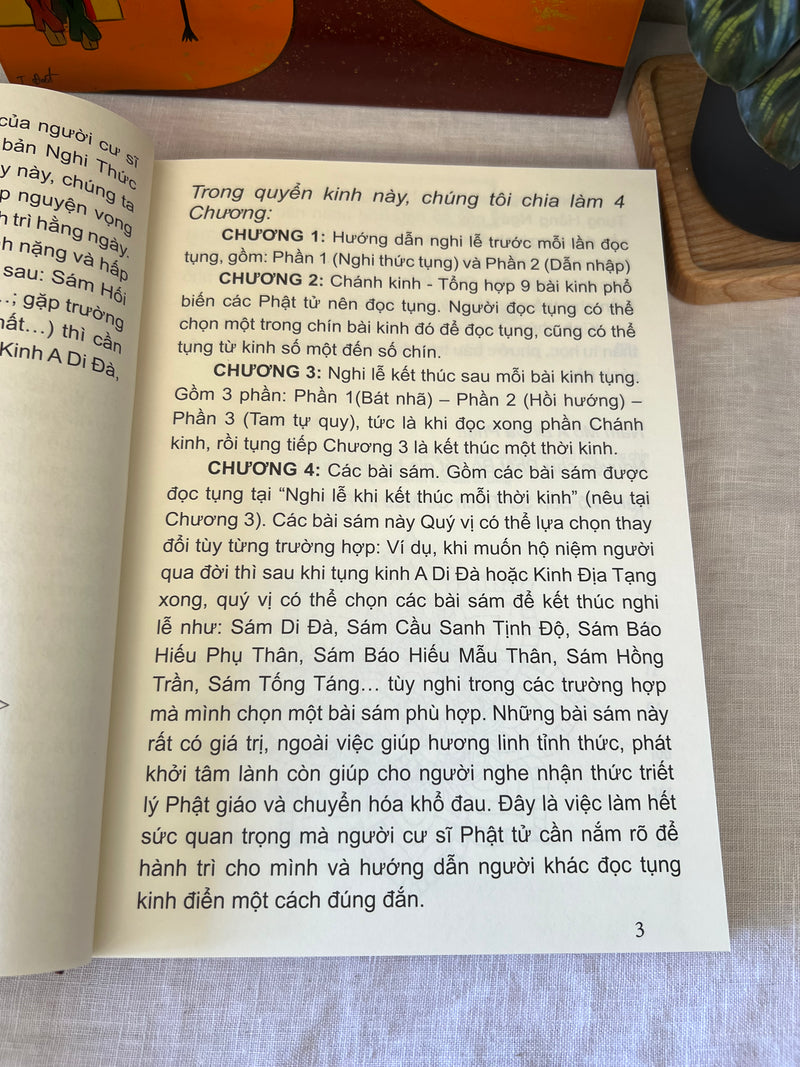 của người cư sĩ
bản Nghi Thức
y này, chúng ta
p nguyện vọng
h trì hằng ngày.
h nặng và hấp
sau: Sám Hối
…; gặp trường
hất…) thì cần
Kinh A Di Đà,
Trong quyển kinh này, chúng tôi chia làm 4
Chương:
CHƯƠNG 1: Hướng dẫn nghi lễ trước mỗi lần đọc
tụng, gồm: Phần 1 (Nghi thức tụng) và Phần 2 (Dẫn nhập)
CHƯƠNG 2: Chánh kinh - Tổng hợp 9 bài kinh phổ
biến các Phật tử nên đọc tụng. Người đọc tụng có thể
chọn một trong chín bài kinh đó để đọc tụng, cũng có thể
tụng từ kinh số một đến số chín.
CHƯƠNG 3: Nghi lễ kết thúc sau mỗi bài kinh tụng.
Gồm 3 phần: Phần 1(Bát nhã) – Phần 2 (Hồi hướng) –
Phần 3 (Tam tự quy), tức là khi đọc xong phần Chánh
kinh, rồi tụng tiếp Chương 3 là kết thúc một thời kinh.
CHƯƠNG 4: Các bài sám. Gồm các bài sám được
đọc tụng tại “Nghi lễ khi kết thúc mỗi thời kinh” (nêu tại
Chương 3). Các bài sám này Quý vị có thể lựa chọn thay
đổi tùy từng trường hợp: Ví dụ, khi muốn hộ niệm người
qua đời thì sau khi tụng kinh A Di Đà hoặc Kinh Địa Tạng
xong, quý vị có thể chọn các bài sám để kết thúc nghi
lễ như: Sám Di Đà, Sám Cầu Sanh Tịnh Độ, Sám Báo
Hiếu Phụ Thân, Sám Báo Hiếu Mẫu Thân, Sám Hồng
Trần, Sám Tống Táng… tùy nghi trong các trường hợp
mà mình chọn một bài sám phù hợp. Những bài sám này
rất có giá trị, ngoài việc giúp hương linh tỉnh thức, phát
khởi tâm lành còn giúp cho người nghe nhận thức triết
lý Phật giáo và chuyển hóa khổ đau. Đây là việc làm hết
sức quan trọng mà người cư sĩ Phật tử cần nắm rõ để
hành trì cho mình và hướng dẫn người khác đọc tụng
kinh điển một cách đúng đắn.
3